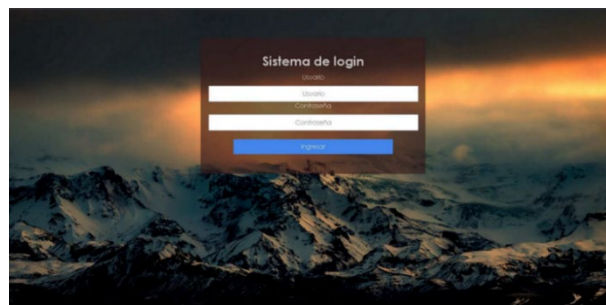 Sistema de login
Usuario
Usuario
Contraseña
Contraseña
Ingresar